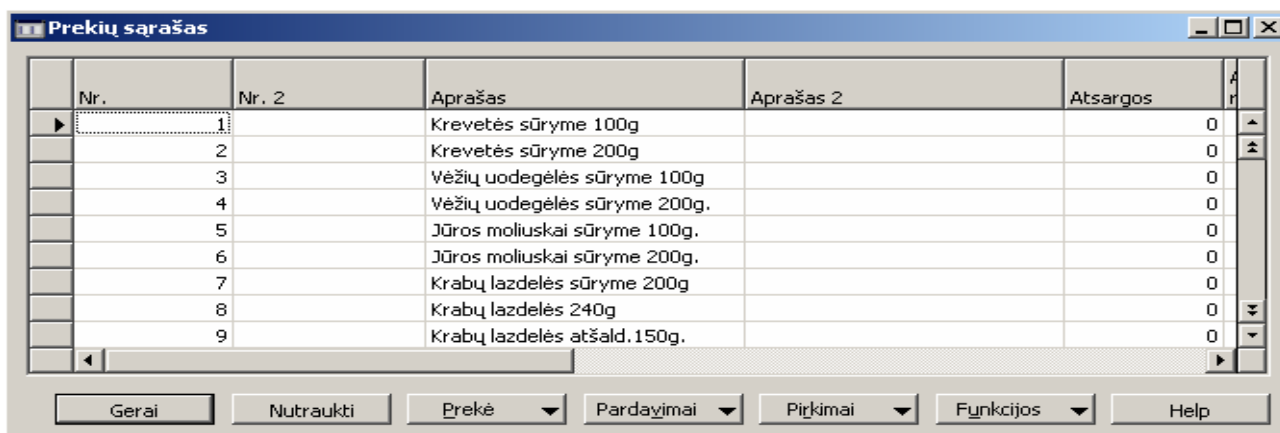 Prekių sąrašas
Nr. Nr. 2 Aprašas Aprašas 2 Atsargos
1 Krevetės sūryme 100g 0
2 Krevetės sūryme 200g 0
3 Vėžių uodegėlės sūryme 100g 0
4 Vėžių uodegėlės sūryme 200g. 0
5 Jūros moliuskai sūryme 100g. 0
6 Jūros moliuskai sūryme 200g. 0
7 Krabų lazdelės sūryme 200g 0
8 Krabų lazdelės 240g 0
9 Krabų lazdelės atšald.150g. 0
Gerai Nutraukti Prekė Pardavimai Pirkimai Funkcijos Help